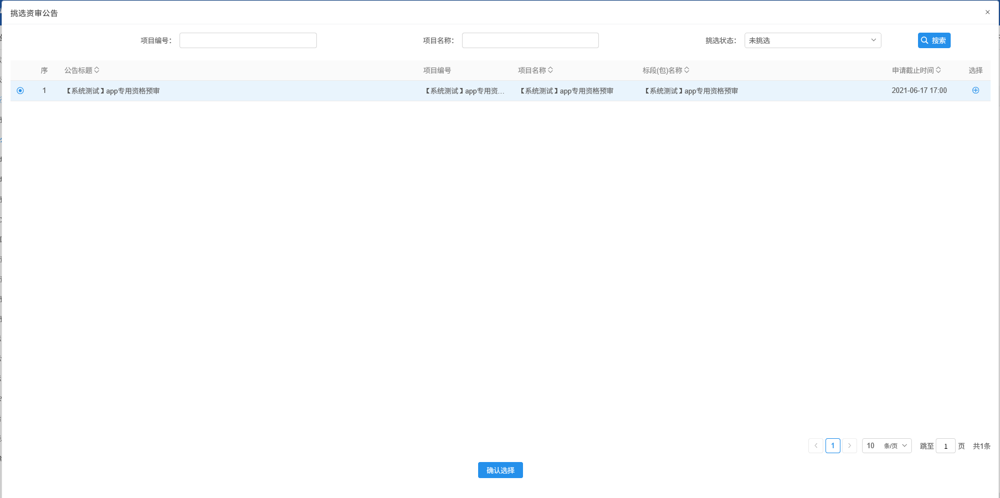 挑选资审公告
项目编号： 项目名称： 挑选状态： 未挑选 搜索
序 公告标题 项目编号 项目名称 标段(包)名称 申请截止时间 选择
1 【系统测试】app专用资格预审 【系统测试】app专用资... 【系统测试】app专用资格预审 【系统测试】app专用资格预审 2021-06-17 17:00
1 10 条/页 跳至 1 页 共1条
确认选择